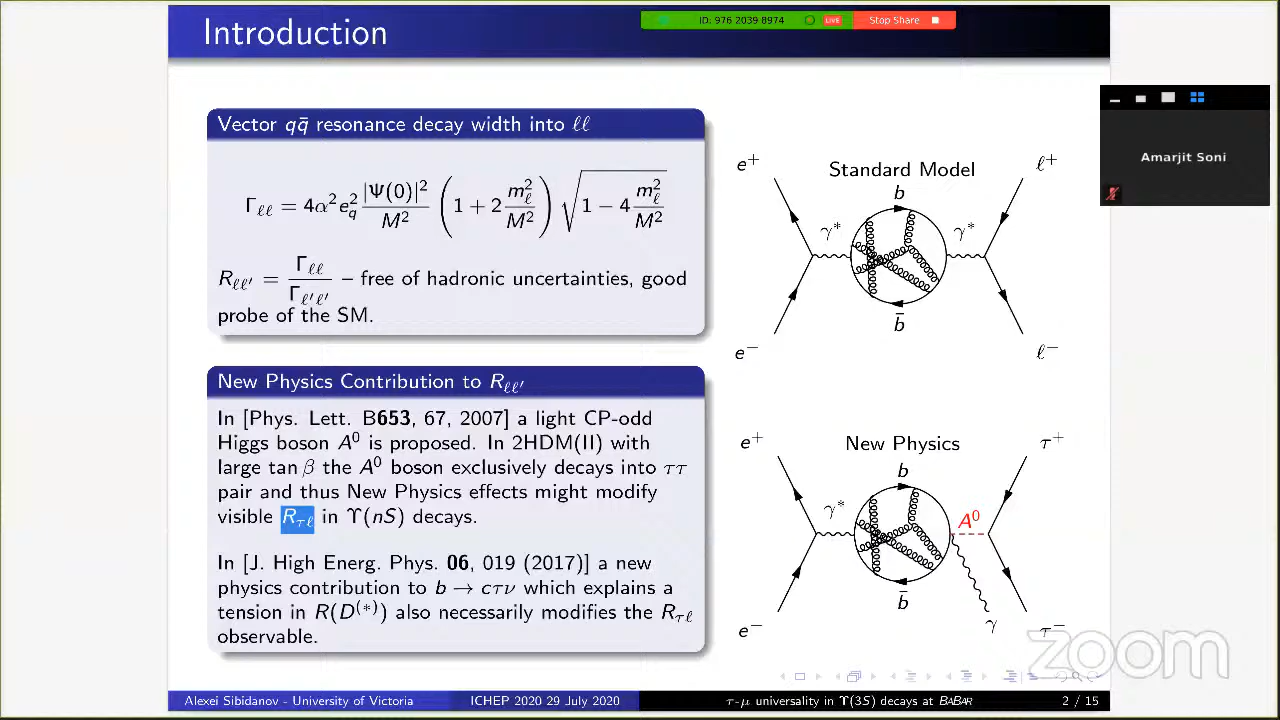 Introduction
ID: 976 2039 8974
LIVE
Stop Share
Amarjit Soni
Vector qq̄ resonance decay width into ℓℓ
Γℓℓ = 4α²e_q² |Ψ(0)|²/M² (1 + 2 m_ℓ²/M²) √(1 − 4 m_ℓ²/M²)
Rℓℓ′ = Γℓℓ/Γℓ′ℓ′ – free of hadronic uncertainties, good
probe of the SM.
New Physics Contribution to Rℓℓ′
In [Phys. Lett. B653, 67, 2007] a light CP-odd
Higgs boson A⁰ is proposed. In 2HDM(II) with
large tan β the A⁰ boson exclusively decays into ττ
pair and thus New Physics effects might modify
visible R_τℓ in Υ(nS) decays.
In [J. High Energ. Phys. 06, 019 (2017)] a new
physics contribution to b → cτν which explains a
tension in R(D⁽*⁾) also necessarily modifies the R_τℓ
observable.
Standard Model
e⁺
ℓ⁺
b
γ*
γ*
b̄
e⁻
ℓ⁻
New Physics
e⁺
τ⁺
b
γ*
A⁰
b̄
γ
e⁻
τ⁻
zoom
Alexei Sibidanov – University of Victoria
ICHEP 2020 29 July 2020
τ-μ universality in Υ(3S) decays at BABAR
2 / 15